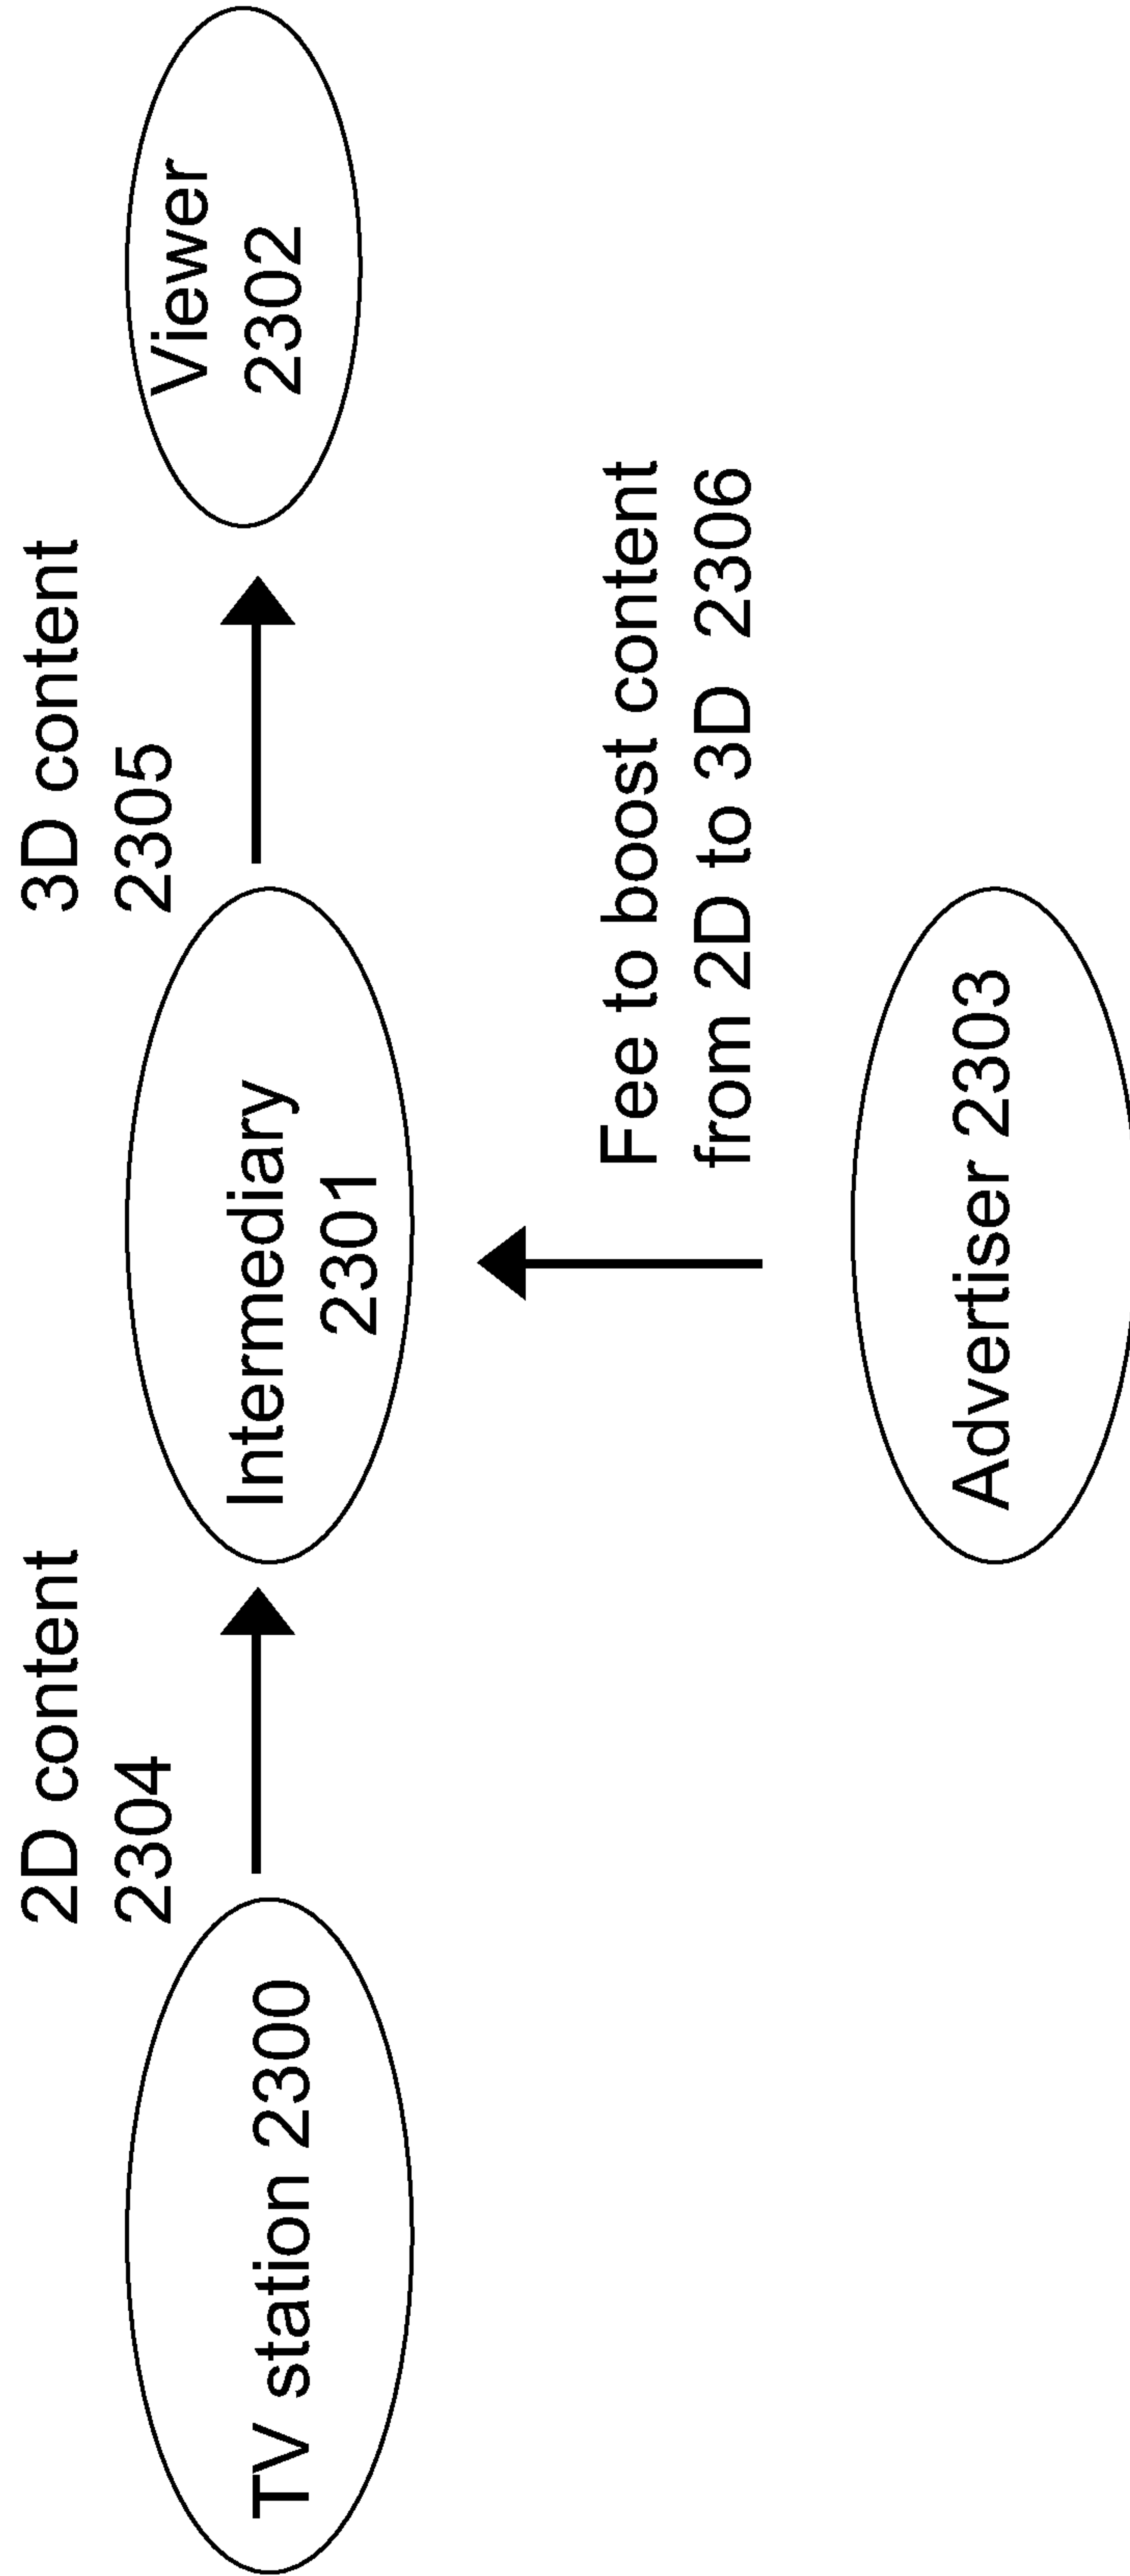 2D content
2304
3D content
2305
TV station 2300
Intermediary
2301
Viewer
2302
Fee to boost content
from 2D to 3D 2306
Advertiser 2303